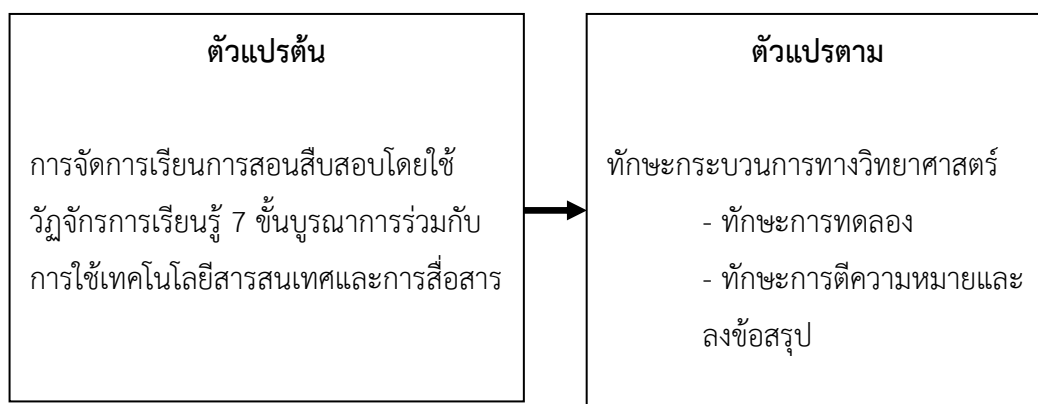 ตัวแปรต้น
การจัดการเรียนการสอนสืบสอบโดยใช้
วัฏจักรการเรียนรู้ 7 ขั้นบูรณาการร่วมกับ
การใช้เทคโนโลยีสารสนเทศและการสื่อสาร
ตัวแปรตาม
ทักษะกระบวนการทางวิทยาศาสตร์
- ทักษะการทดลอง
- ทักษะการตีความหมายและ
ลงข้อสรุป